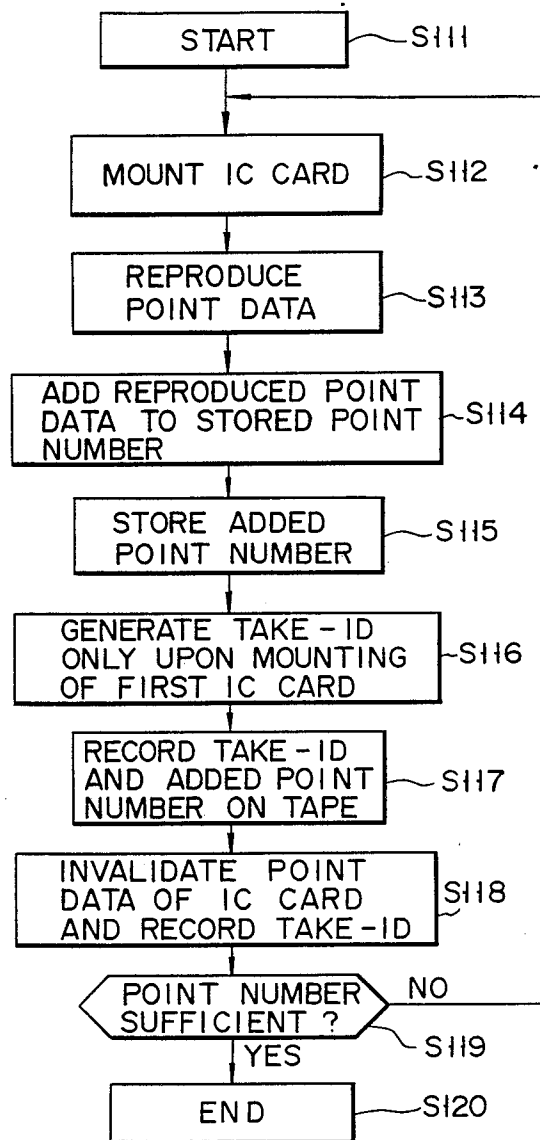 START
S111
MOUNT IC CARD
S112
REPRODUCE
POINT DATA
S113
ADD REPRODUCED POINT
DATA TO STORED POINT
NUMBER
S114
STORE ADDED
POINT NUMBER
S115
GENERATE TAKE-ID
ONLY UPON MOUNTING
OF FIRST IC CARD
S116
RECORD TAKE-ID
AND ADDED POINT
NUMBER ON TAPE
S117
INVALIDATE POINT
DATA OF IC CARD
AND RECORD TAKE-ID
S118
POINT NUMBER
SUFFICIENT ?
NO
S119
YES
END
S120